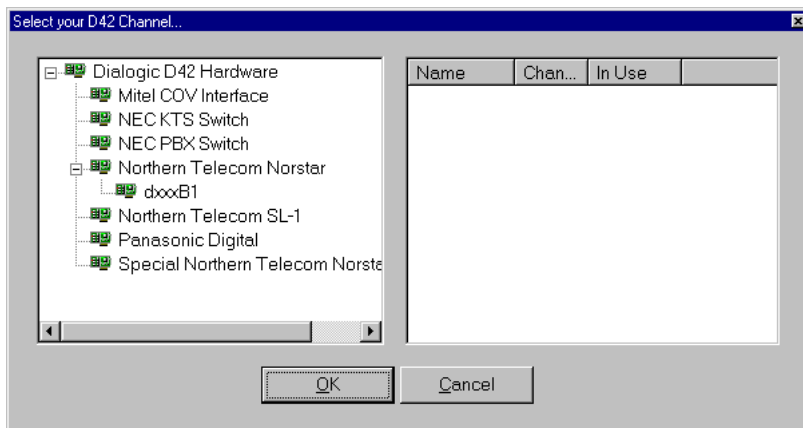 Select your D42 Channel...
Dialogic D42 Hardware
Mitel COV Interface
NEC KTS Switch
NEC PBX Switch
Northern Telecom Norstar
dxxxB1
Northern Telecom SL-1
Panasonic Digital
Special Northern Telecom Norsta
Name Chan... In Use
OK Cancel